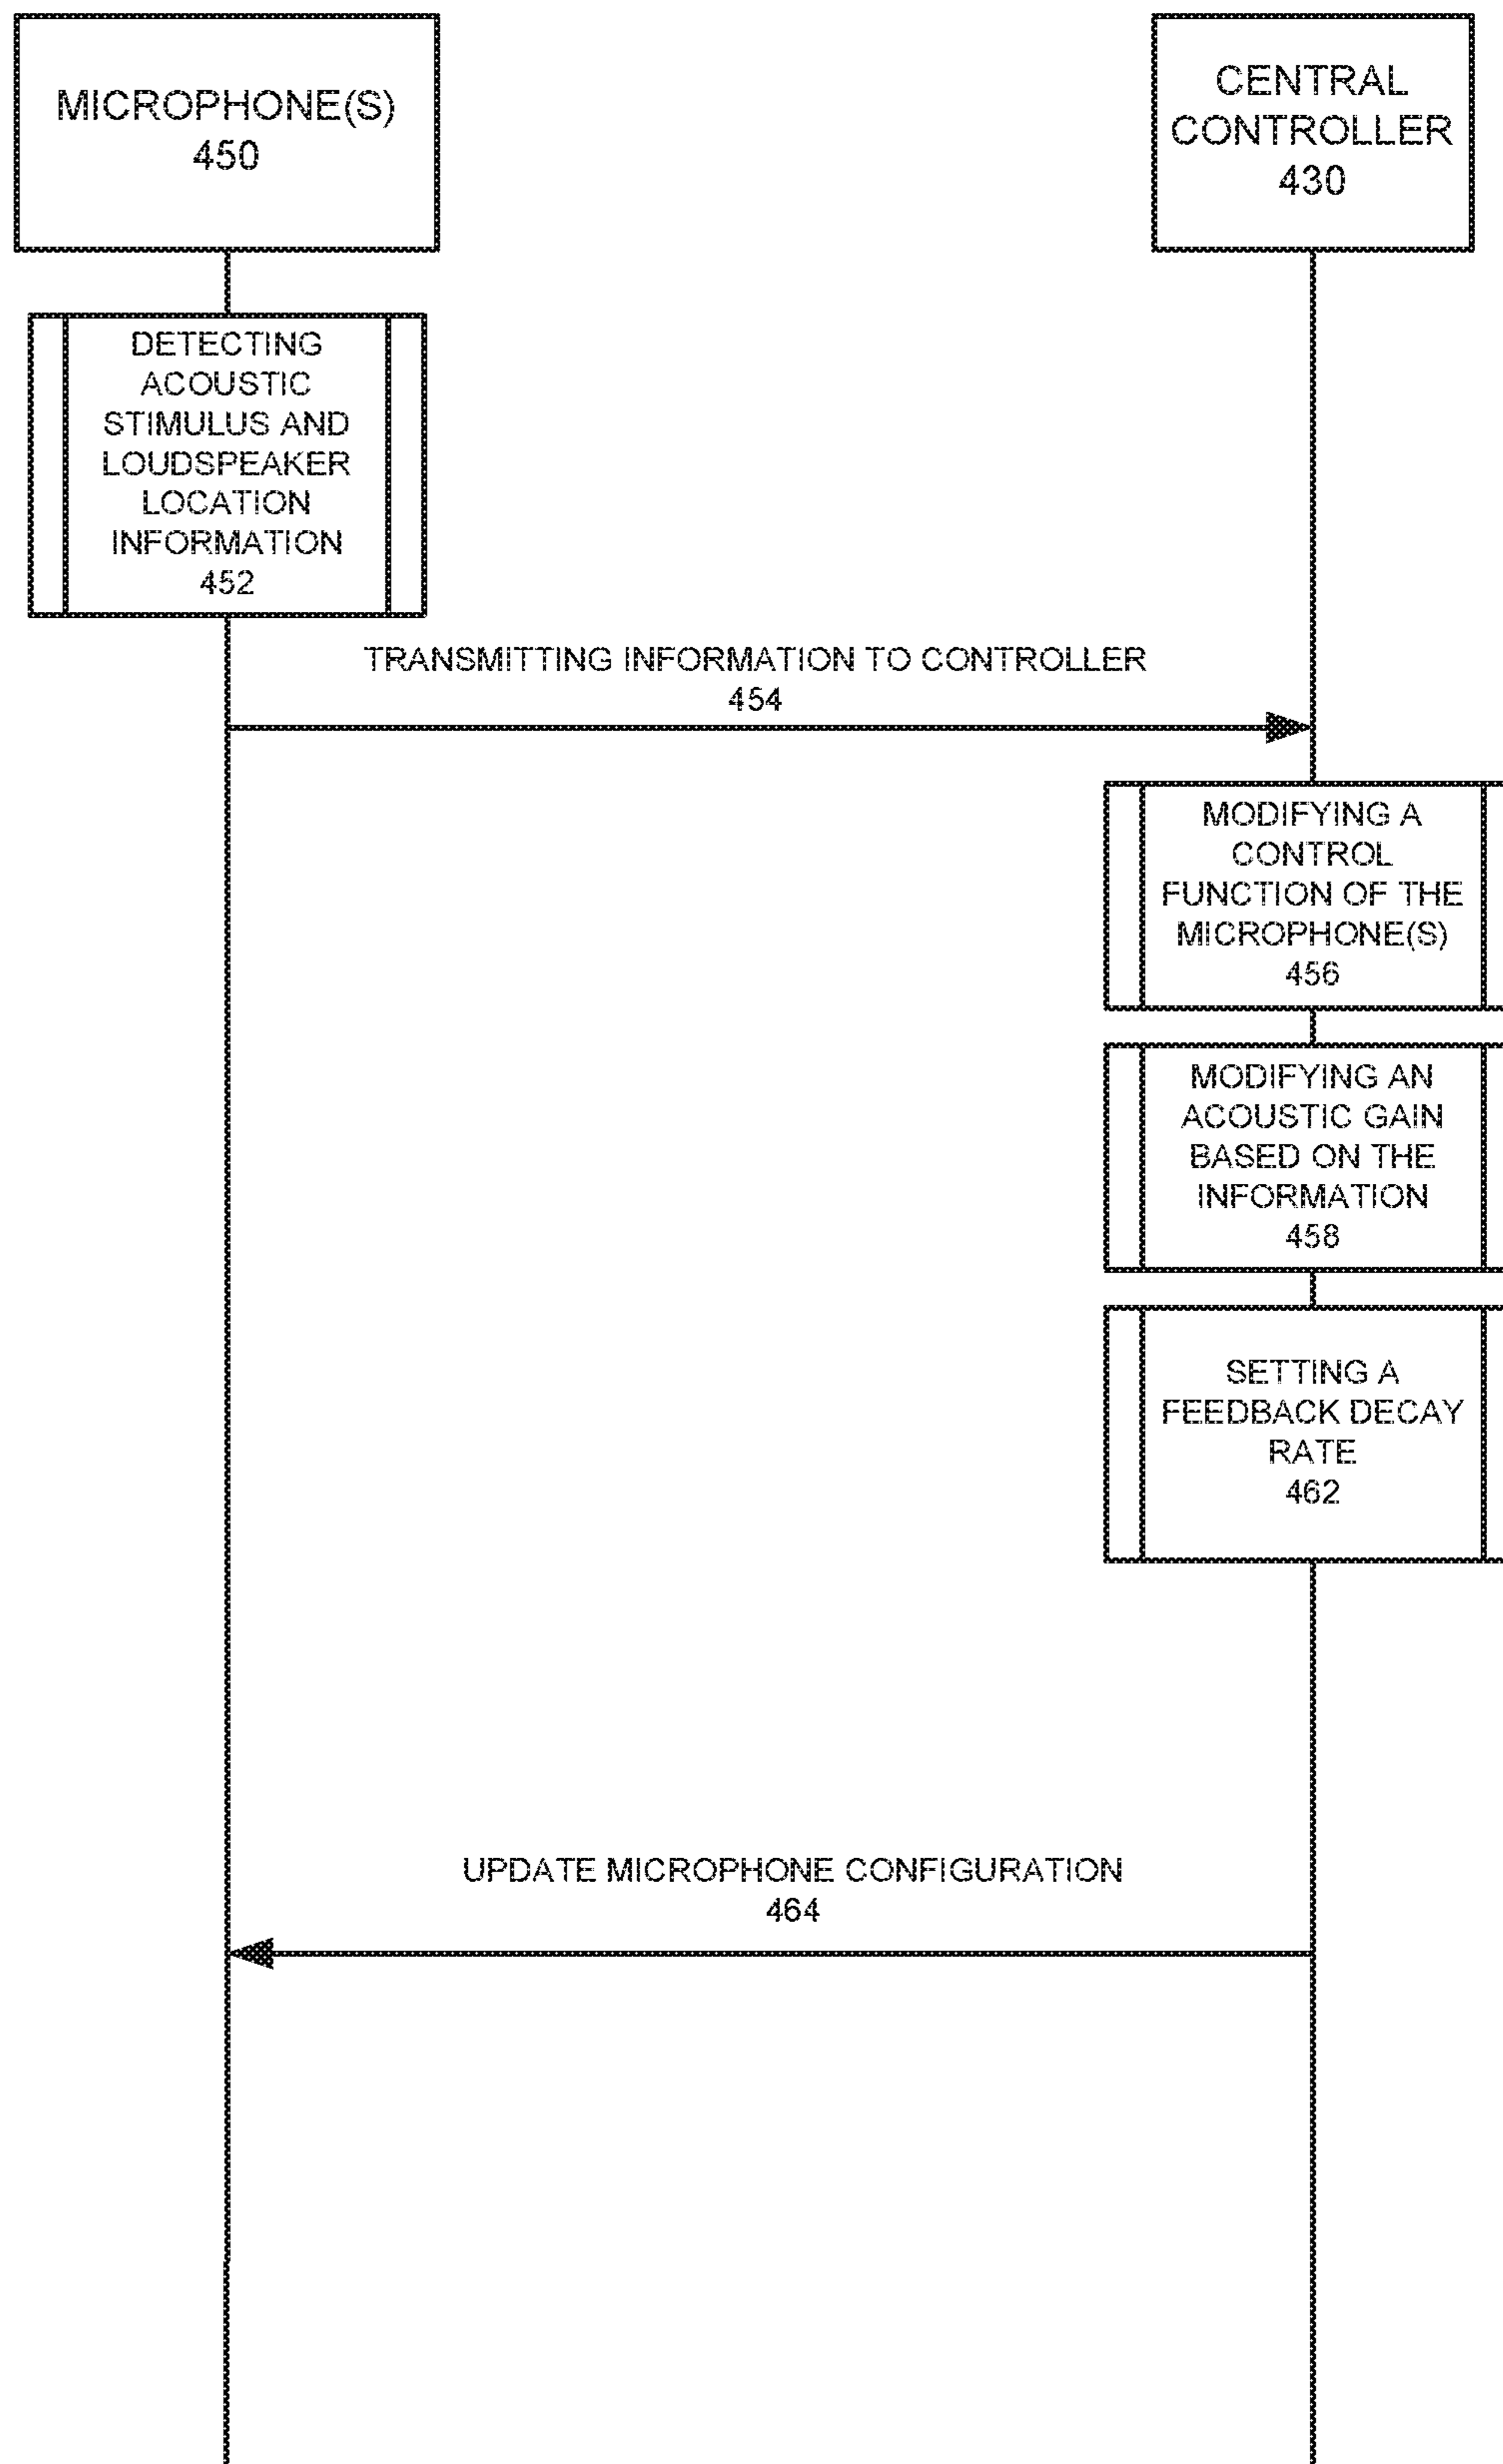 MICROPHONE(S)
450
CENTRAL
CONTROLLER
430
DETECTING
ACOUSTIC
STIMULUS AND
LOUDSPEAKER
LOCATION
INFORMATION
452
TRANSMITTING INFORMATION TO CONTROLLER
454
MODIFYING A
CONTROL
FUNCTION OF THE
MICROPHONE(S)
456
MODIFYING AN
ACOUSTIC GAIN
BASED ON THE
INFORMATION
458
SETTING A
FEEDBACK DECAY
RATE
462
UPDATE MICROPHONE CONFIGURATION
464